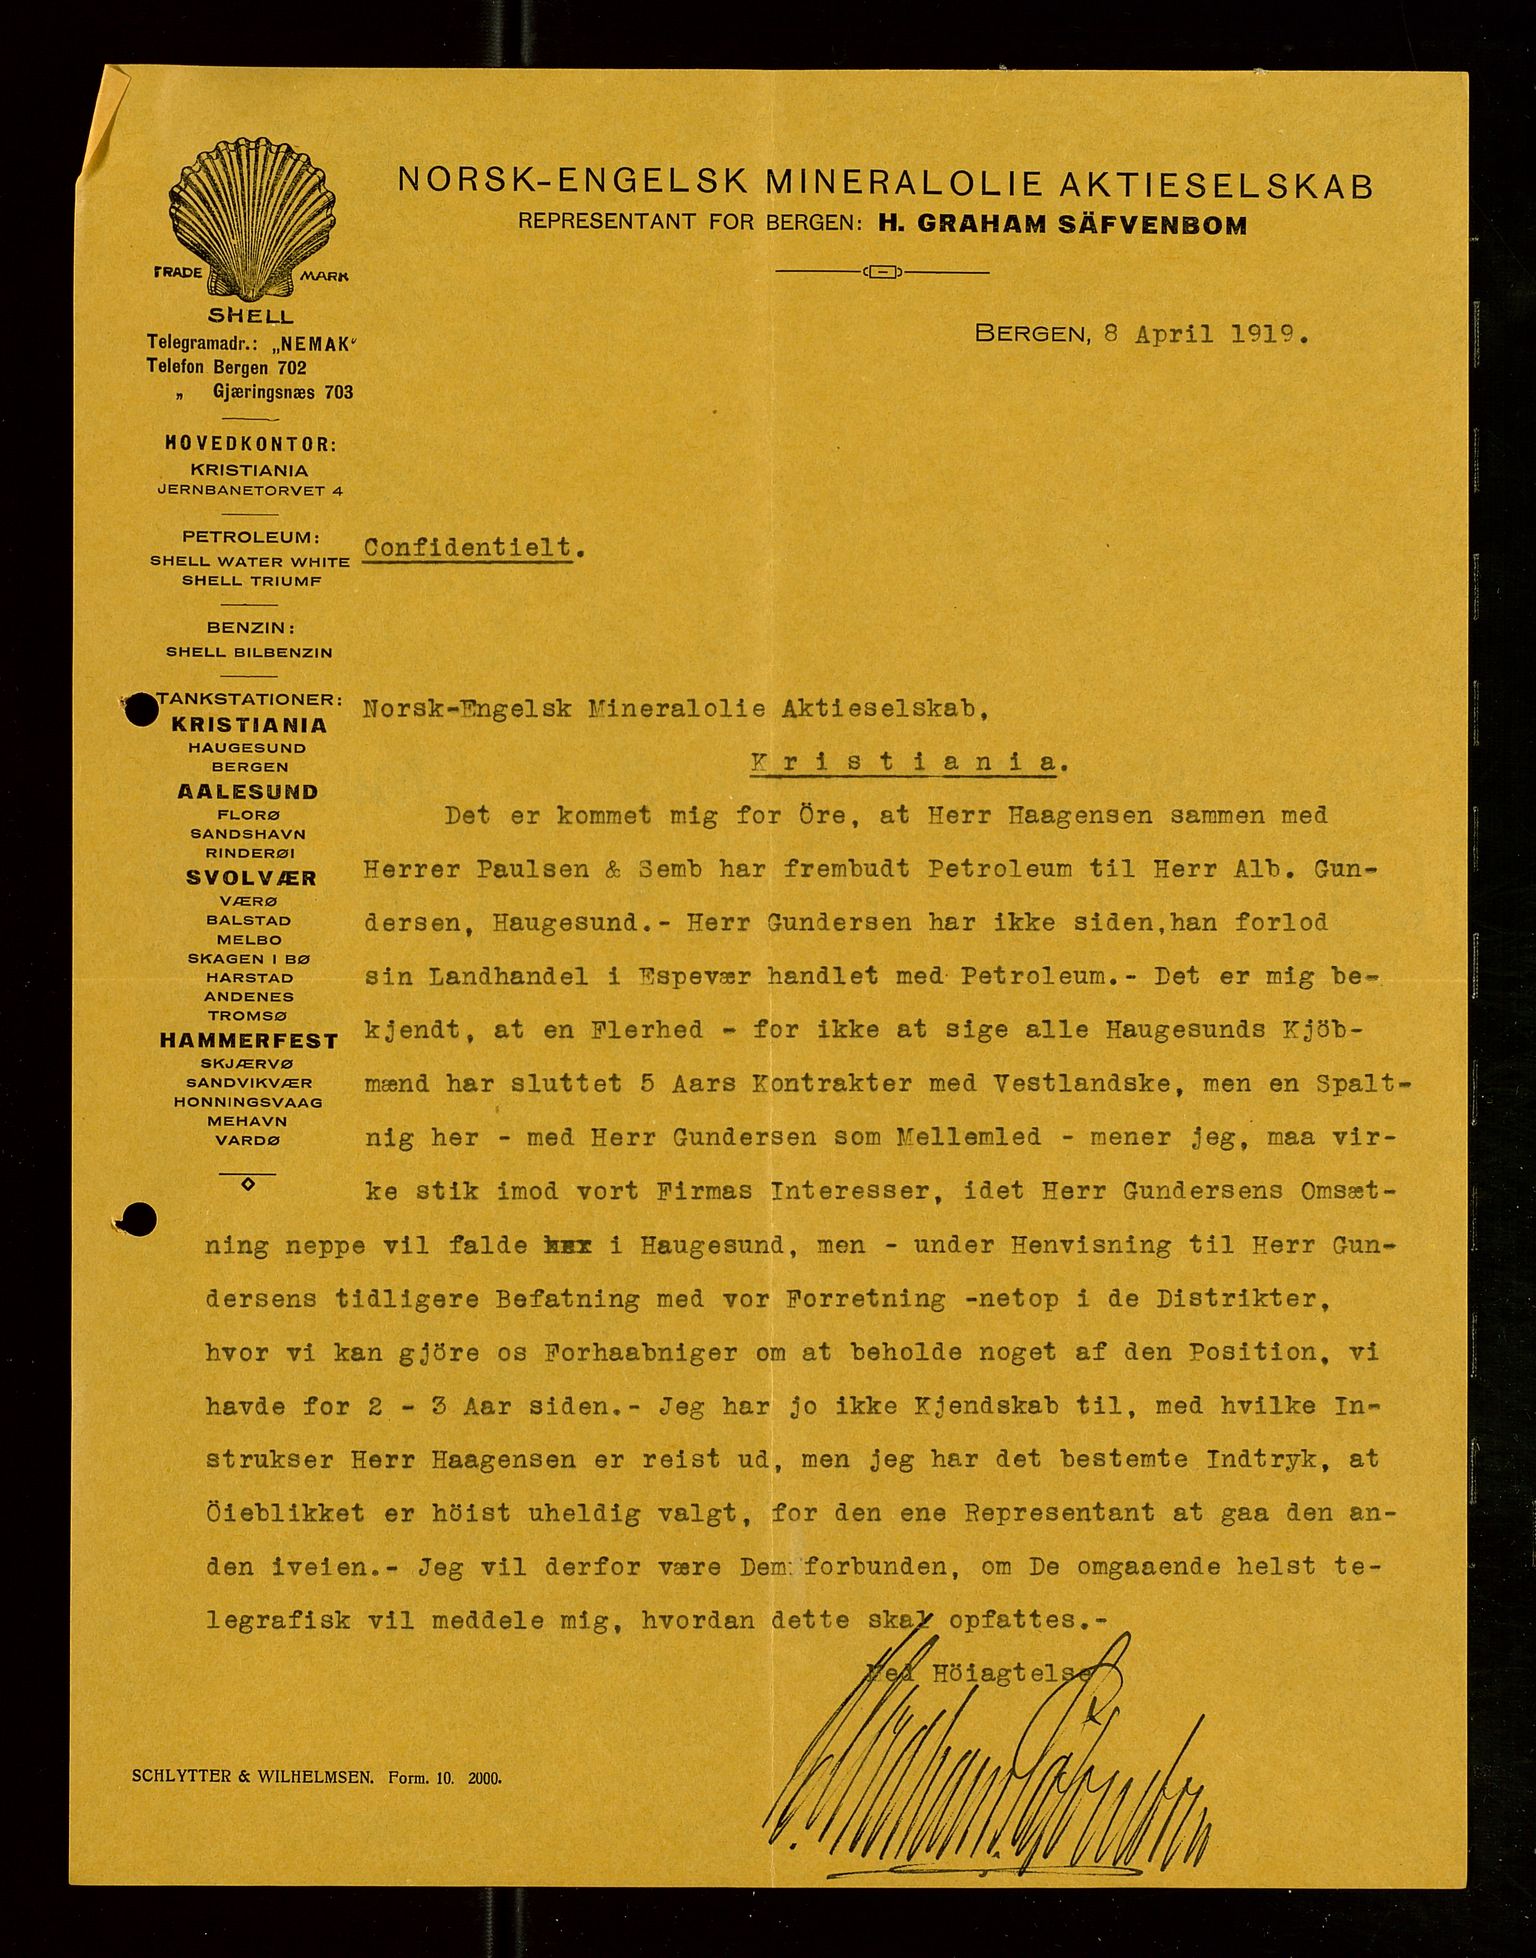 NORSK-ENGELSK MINERALOLIE AKTIESELSKAB
REPRESENTANT FOR BERGEN: H. GRAHAM SÄFVENBOM
TRADE MARK
SHELL
Telegramadr.: „NEMAK“
Telefon Bergen 702
„ Gjæringsnæs 703
HOVEDKONTOR:
KRISTIANIA
JERNBANETORVET 4
PETROLEUM:
SHELL WATER WHITE
SHELL TRIUMF
BENZIN:
SHELL BILBENZIN
TANKSTATIONER:
KRISTIANIA
HAUGESUND
BERGEN
AALESUND
FLORØ
SANDSHAVN
RINDERØI
SVOLVÆR
VÆRØ
BALSTAD
MELBO
SKAGEN I BØ
HARSTAD
ANDENES
TROMSØ
HAMMERFEST
SKJÆRVØ
SANDVIKVÆR
HONNINGSVAAG
MEHAVN
VARDØ
BERGEN, 8 April 1919.
Confidentielt.
Norsk-Engelsk Mineralolie Aktieselskab,
K r i s t i a n i a.
Det er kommet mig for Öre, at Herr Haagensen sammen med
Herrer Paulsen & Semb har frembudt Petroleum til Herr Alb. Gun-
dersen, Haugesund.- Herr Gundersen har ikke siden,han forlod
sin Landhandel i Espevær handlet med Petroleum.- Det er mig be-
kjendt, at en Flerhed - for ikke at sige alle Haugesunds Kjöb-
mænd har sluttet 5 Aars Kontrakter med Vestlandske, men en Spalt-
nig her - med Herr Gundersen som Mellemled - mener jeg, maa vir-
ke stik imod vort Firmas Interesser, idet Herr Gundersens Omsæt-
ning neppe vil falde i Haugesund, men - under Henvisning til Herr Gun-
dersens tidligere Befatning med vor Forretning -netop i de Distrikter,
hvor vi kan gjöre os Forhaabniger om at beholde noget af den Position, vi
havde for 2 - 3 Aar siden.- Jeg har jo ikke Kjendskab til, med hvilke In-
strukser Herr Haagensen er reist ud, men jeg har det bestemte Indtryk, at
Öieblikket er höist uheldig valgt, for den ene Representant at gaa den an-
den iveien.- Jeg vil derfor være Dem forbunden, om De omgaaende helst te-
legrafisk vil meddele mig, hvordan dette skal opfattes.-
Med Höiagtelse
H. Graham Säfvenbom
SCHLYTTER & WILHELMSEN. Form. 10. 2000.